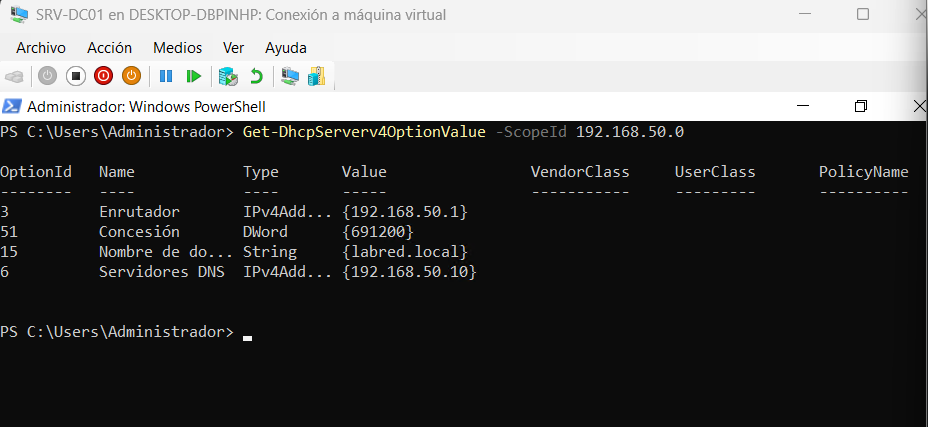 SRV-DC01 en DESKTOP-DBPINHP: Conexión a máquina virtual
Archivo Acción Medios Ver Ayuda
Administrador: Windows PowerShell
PS C:\Users\Administrador> Get-DhcpServerv4OptionValue -ScopeId 192.168.50.0
OptionId Name Type Value VendorClass UserClass PolicyName
-------- ---- ---- ----- ----------- --------- ----------
3 Enrutador IPv4Add... {192.168.50.1}
51 Concesión DWord {691200}
15 Nombre de do... String {labred.local}
6 Servidores DNS IPv4Add... {192.168.50.10}
PS C:\Users\Administrador>